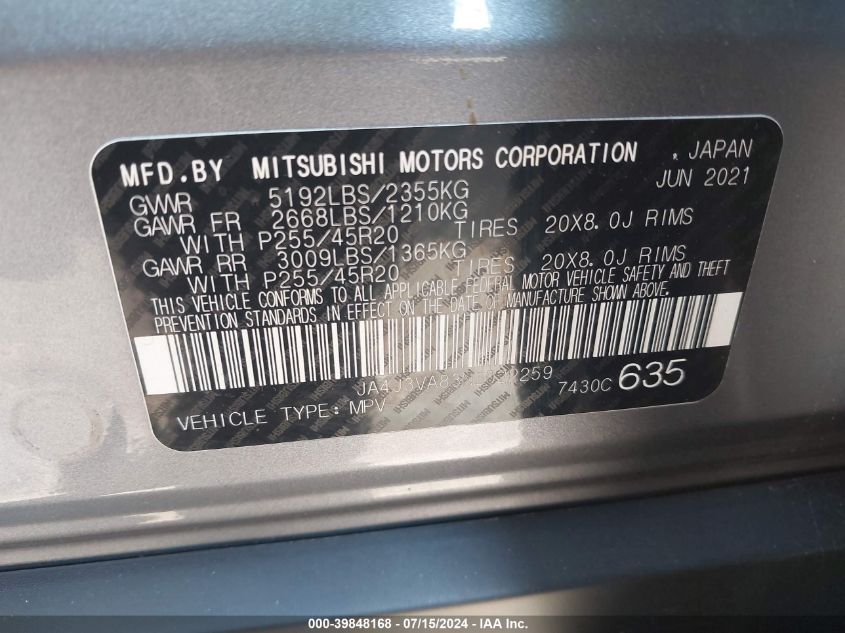 MFD.BY MITSUBISHI MOTORS CORPORATION , JAPAN
JUN 2021
GVWR 5192LBS/2355KG
GAWR FR 2668LBS/1210KG
WITH P255/45R20 TIRES 20X8.0J RIMS
GAWR RR 3009LBS/1365KG
WITH P255/45R20 TIRES 20X8.0J RIMS
THIS VEHICLE CONFORMS TO ALL APPLICABLE FEDERAL MOTOR VEHICLE SAFETY AND THEFT
PREVENTION STANDARDS IN EFFECT ON THE DATE OF MANUFACTURE SHOWN ABOVE.
7430C 635
VEHICLE TYPE:MPV
000-39848168 - 07/15/2024 - IAA Inc.